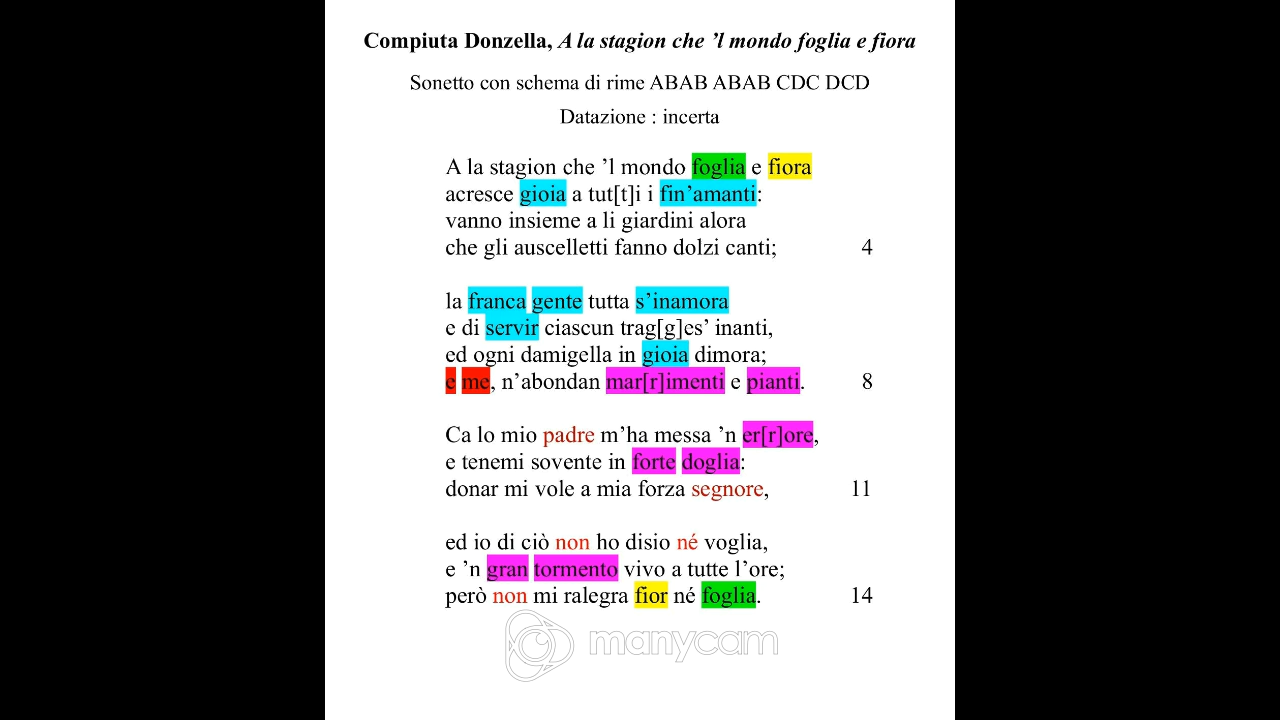 Compiuta Donzella, A la stagion che ’l mondo foglia e fiora
Sonetto con schema di rime ABAB ABAB CDC DCD
Datazione : incerta
A la stagion che ’l mondo foglia e fiora
acresce gioia a tut[t]i i fin’amanti:
vanno insieme a li giardini alora
che gli auscelletti fanno dolzi canti; 4
la franca gente tutta s’inamora
e di servir ciascun trag[g]es’ inanti,
ed ogni damigella in gioia dimora;
e me, n’abondan mar[r]imenti e pianti. 8
Ca lo mio padre m’ha messa ’n er[r]ore,
e tenemi sovente in forte doglia:
donar mi vole a mia forza segnore, 11
ed io di ciò non ho disio né voglia,
e ’n gran tormento vivo a tutte l’ore;
però non mi ralegra fior né foglia. 14
manycam